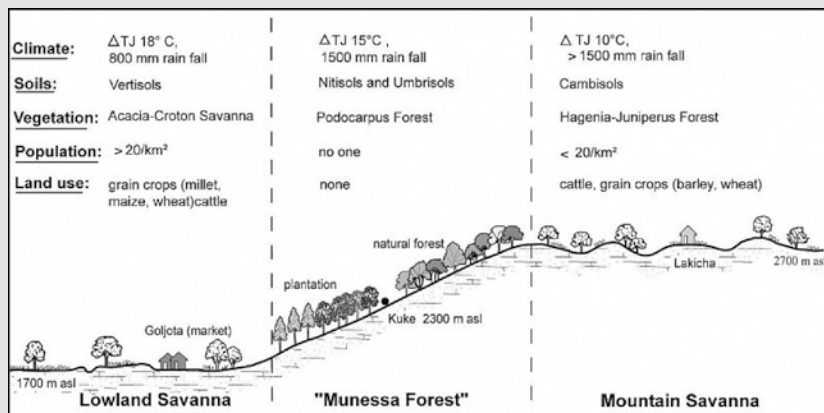 Climate: ΔTJ 18° C, ΔTJ 15°C , Δ TJ 10°C,
800 mm rain fall 1500 mm rain fall > 1500 mm rain fall
Soils: Vertisols Nitisols and Umbrisols Cambisols
Vegetation: Acacia-Croton Savanna Podocarpus Forest Hagenia-Juniperus Forest
Population: > 20/km² no one < 20/km²
Land use: grain crops (millet, none cattle, grain crops (barley, wheat)
maize, wheat)cattle
natural forest
plantation
Lakicha
2700 m asl
Kuke 2300 m asl
Goljota (market)
1700 m asl
Lowland Savanna "Munessa Forest" Mountain Savanna